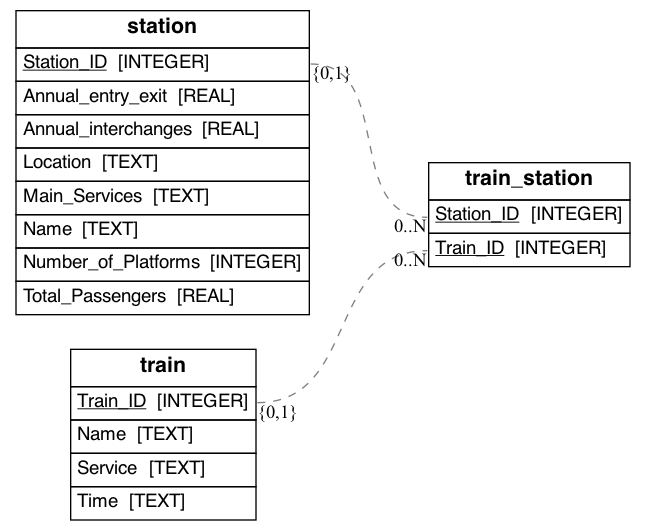 station
Station_ID [INTEGER]
Annual_entry_exit [REAL]
Annual_interchanges [REAL]
Location [TEXT]
Main_Services [TEXT]
Name [TEXT]
Number_of_Platforms [INTEGER]
Total_Passengers [REAL]
{0,1}
train_station
Station_ID [INTEGER]
Train_ID [INTEGER]
0..N
0..N
train
Train_ID [INTEGER]
Name [TEXT]
Service [TEXT]
Time [TEXT]
{0,1}